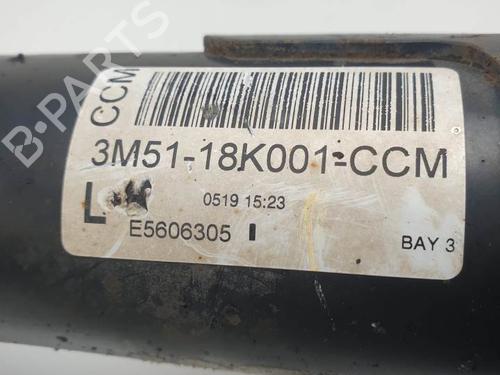 CCM
3M51-18K001-CCM
L
0519 15:23
E5606305 I
BAY 3
B-PARTS